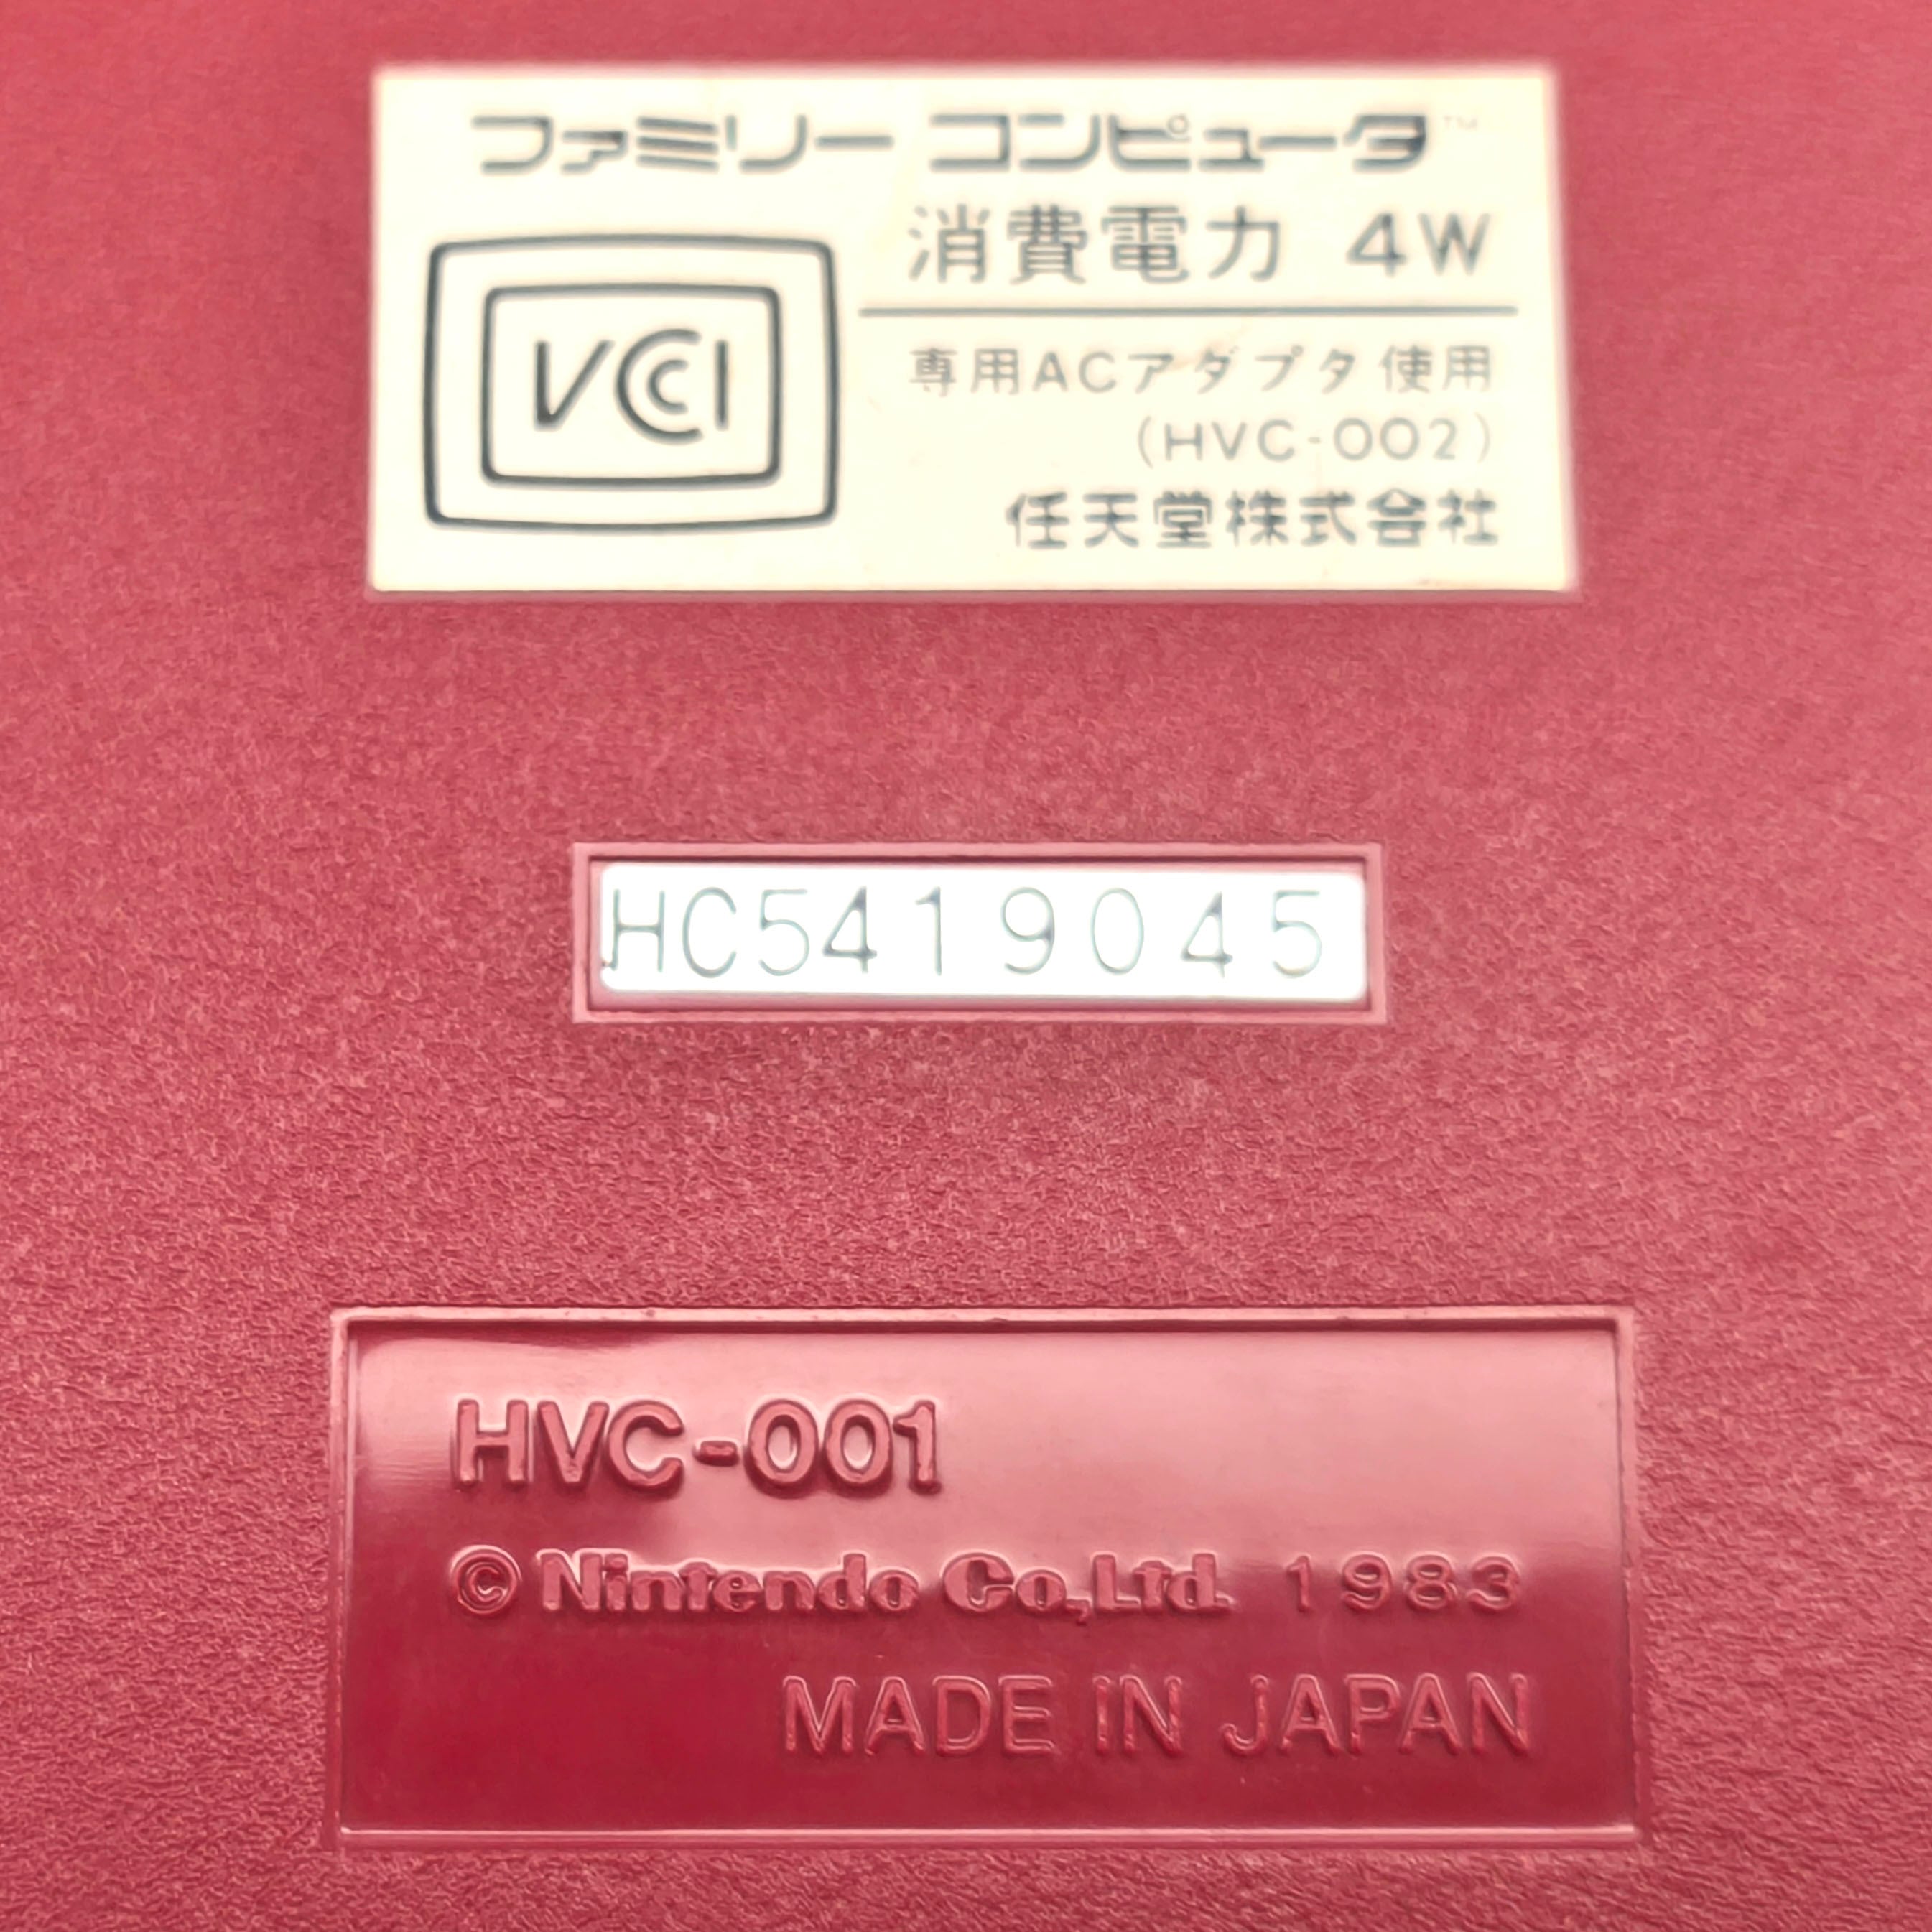 ファミリー コンピュータ™
消費電力 4W
VCCI
専用ACアダプタ使用
(HVC-002)
任天堂株式会社
HC5419045
HVC-001
© Nintendo Co,Ltd. 1983
MADE IN JAPAN